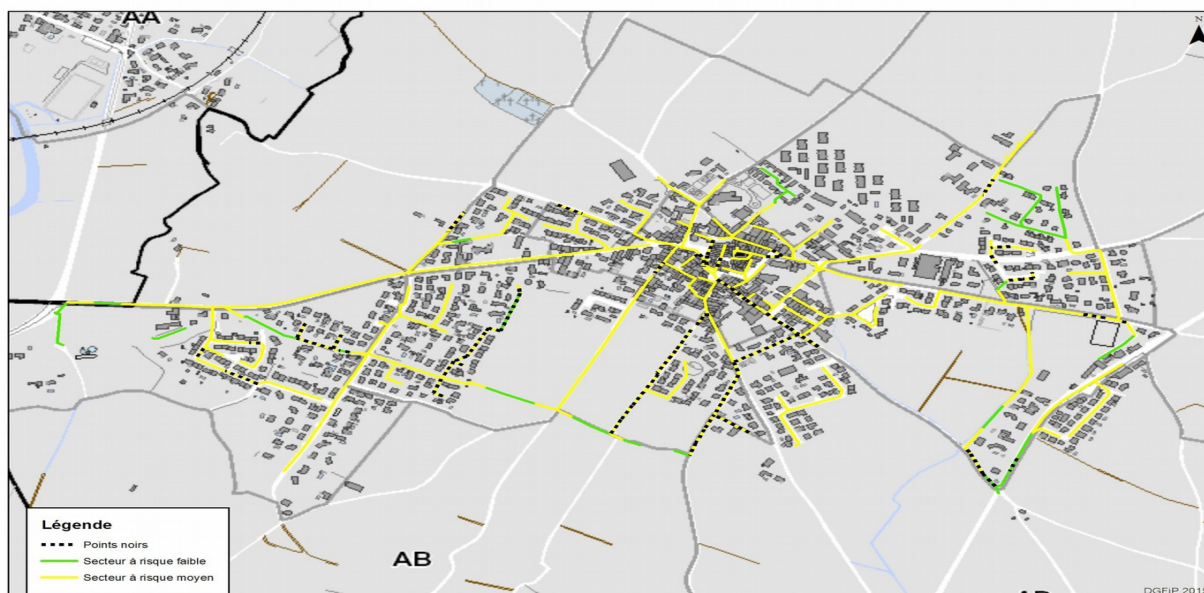 AA
N
Légende
Points noirs
Secteur à risque faible
Secteur à risque moyen
AB